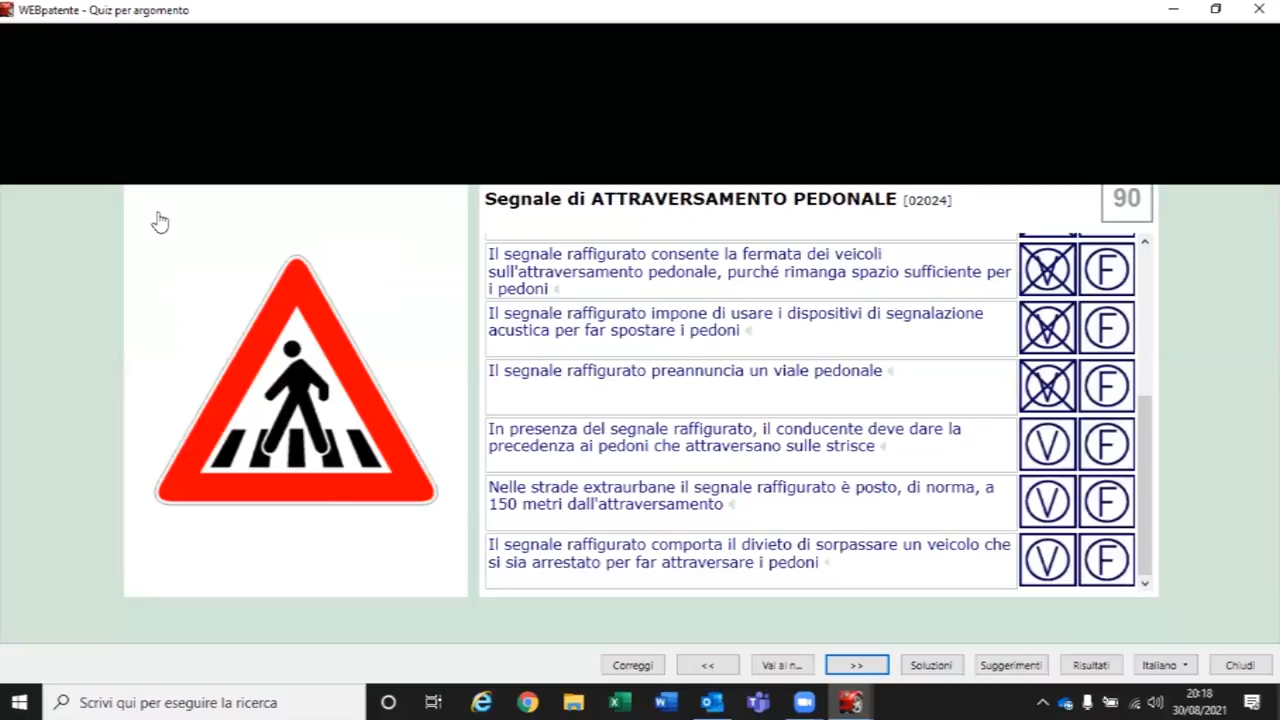 WEBpatente - Quiz per argomento
Segnale di ATTRAVERSAMENTO PEDONALE [02024]
90
Il segnale raffigurato consente la fermata dei veicoli
sull'attraversamento pedonale, purché rimanga spazio sufficiente per
i pedoni
V F
Il segnale raffigurato impone di usare i dispositivi di segnalazione
acustica per far spostare i pedoni
V F
Il segnale raffigurato preannuncia un viale pedonale
V F
In presenza del segnale raffigurato, il conducente deve dare la
precedenza ai pedoni che attraversano sulle strisce
V F
Nelle strade extraurbane il segnale raffigurato è posto, di norma, a
150 metri dall'attraversamento
V F
Il segnale raffigurato comporta il divieto di sorpassare un veicolo che
si sia arrestato per far attraversare i pedoni
V F
Correggi << Vai al n... >> Soluzioni Suggerimenti Risultati Italiano Chiudi
Scrivi qui per eseguire la ricerca
20:18
30/08/2021